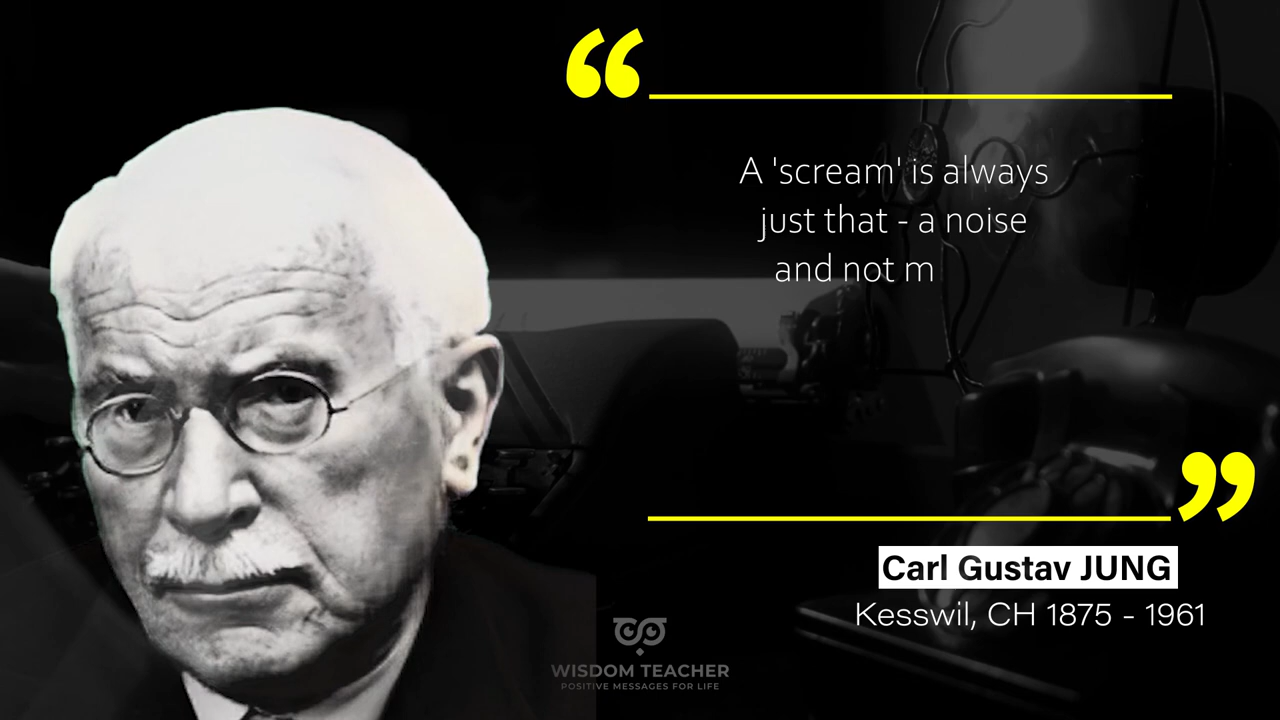 “
A 'scream' is always
just that - a noise
and not m
”
Carl Gustav JUNG
Kesswil, CH 1875 - 1961
WISDOM TEACHER
POSITIVE MESSAGES FOR LIFE